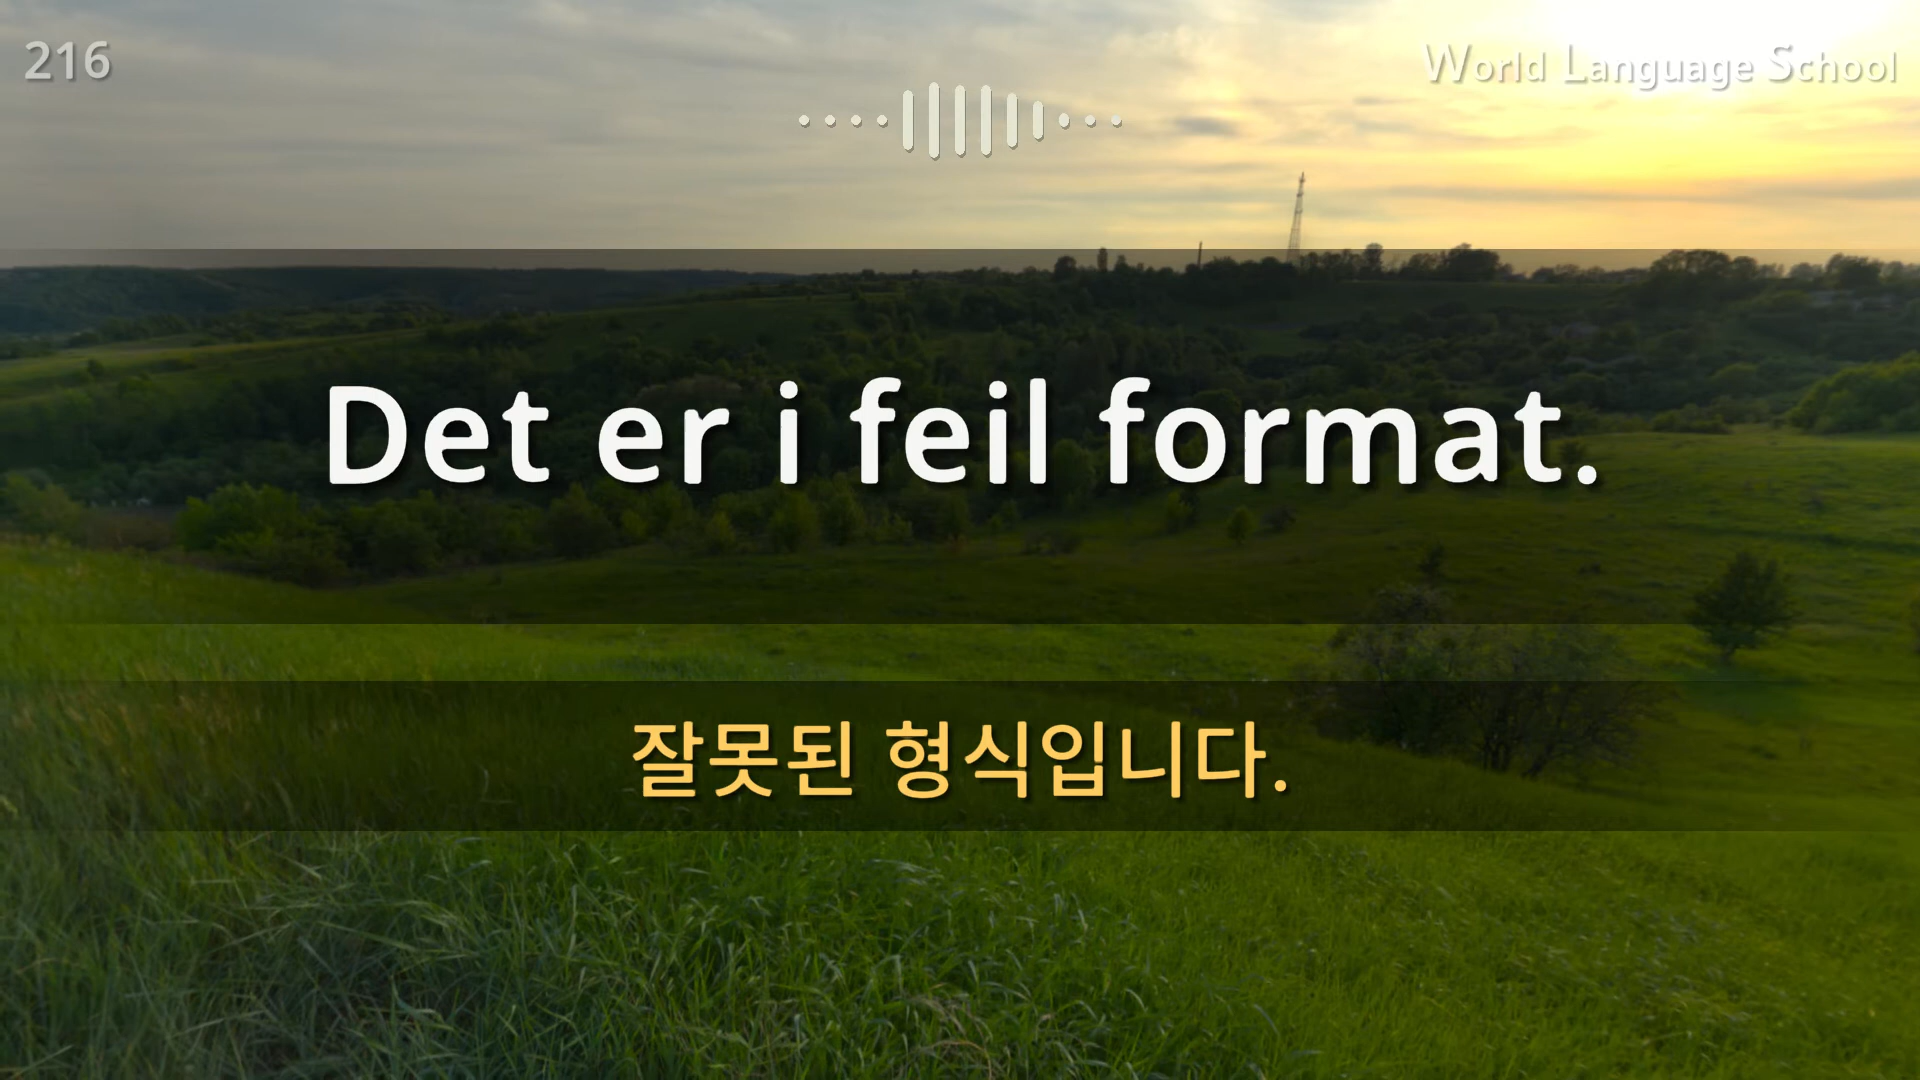 216
World Language School
Det er i feil format.
잘못된 형식입니다.